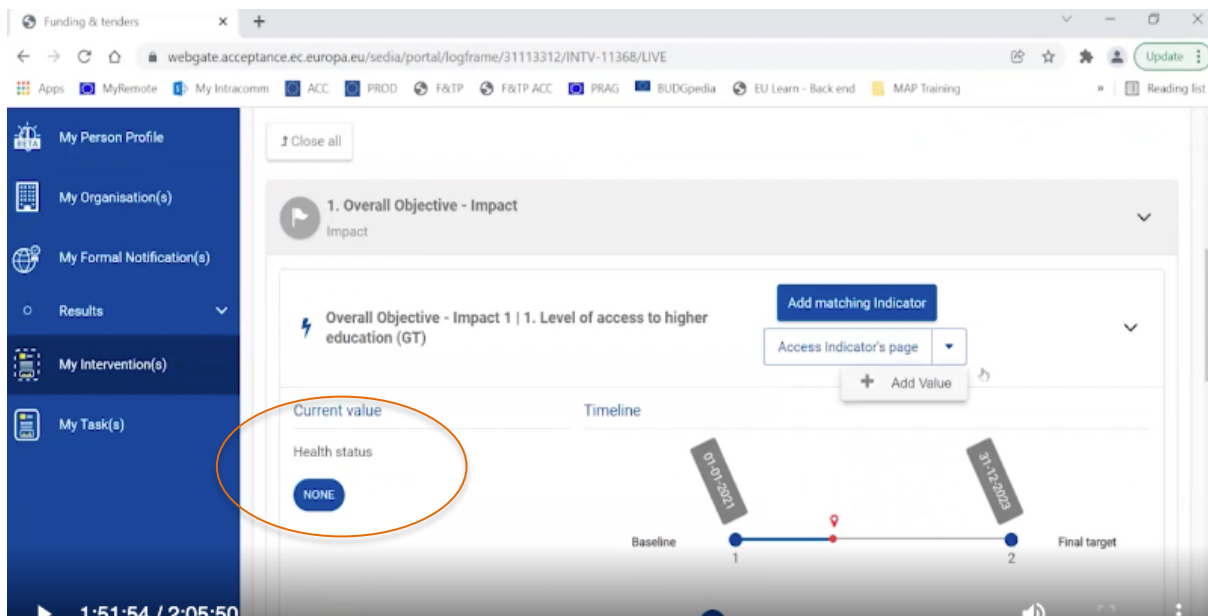 Funding & tenders
webgate.acceptance.ec.europa.eu/sedia/portal/logframe/31113312/INTV-11368/LIVE
Update
Apps MyRemote My Intracomm ACC PROD F&TP F&TP ACC PRAG BUDGpedia EU Learn - Back end MAP Training » Reading list
BETA
My Person Profile
Close all
My Organisation(s)
1. Overall Objective - Impact
Impact
My Formal Notification(s)
Results
Add matching Indicator
Overall Objective - Impact 1 | 1. Level of access to higher
education (GT)
Access Indicator's page
My Intervention(s)
+ Add Value
My Task(s)
Current value
Timeline
Health status
01-01-2021
31-12-2023
NONE
Baseline
Final target
1
2
1:51:54 / 2:05:50